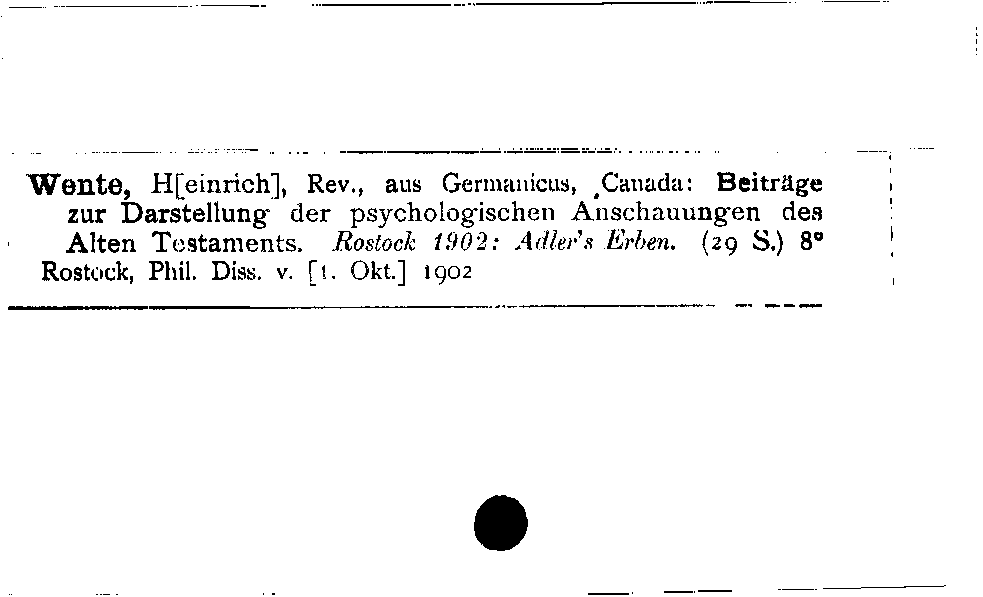 Wente, H[einrich], Rev., aus Germanicus, Canada: Beiträge
zur Darstellung der psychologischen Anschauungen des
Alten Testaments. Rostock 1902: Adler's Erben. (29 S.) 8°
Rostock, Phil. Diss. v. [1. Okt.] 1902